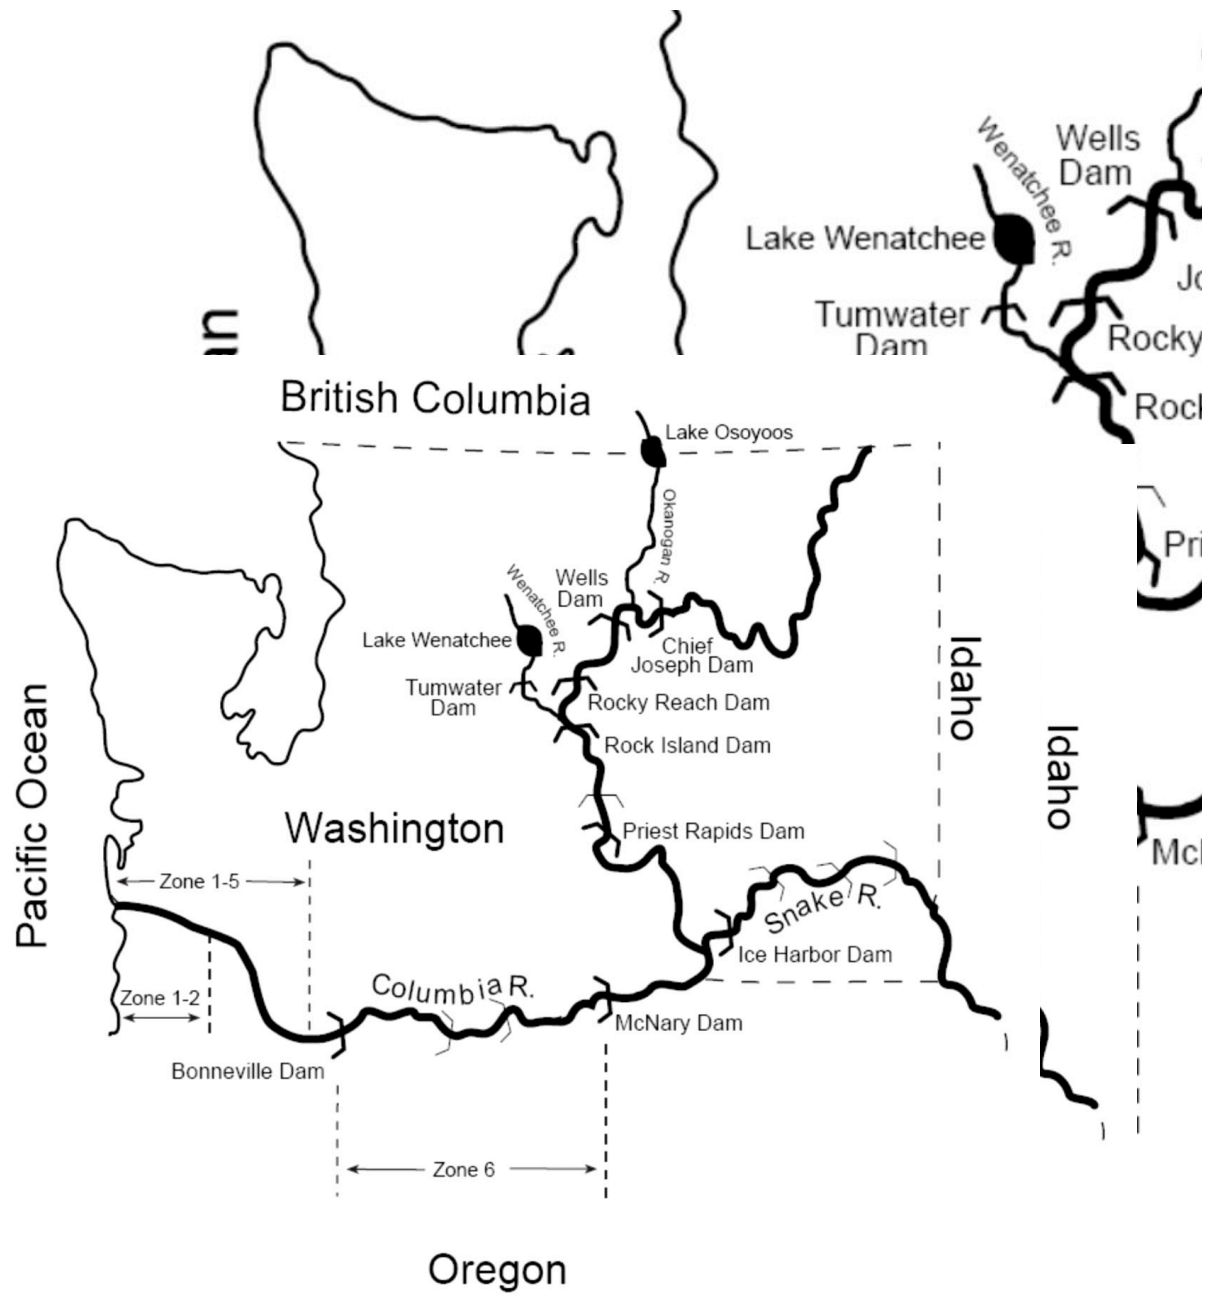 Wells
Dam
Wenatchee R.
Lake Wenatchee
Tumwater
Dam
Rocky
an
British Columbia
Lake Osoyoos
Okanogan R.
Wells
Dam
Wenatchee R.
Lake Wenatchee
Chief
Joseph Dam
Tumwater
Dam
Rocky Reach Dam
Rock Island Dam
Idaho
Idaho
Pacific Ocean
Washington
Priest Rapids Dam
Zone 1-5
Snake R.
Ice Harbor Dam
Zone 1-2
Columbia R.
McNary Dam
Bonneville Dam
Zone 6
Oregon